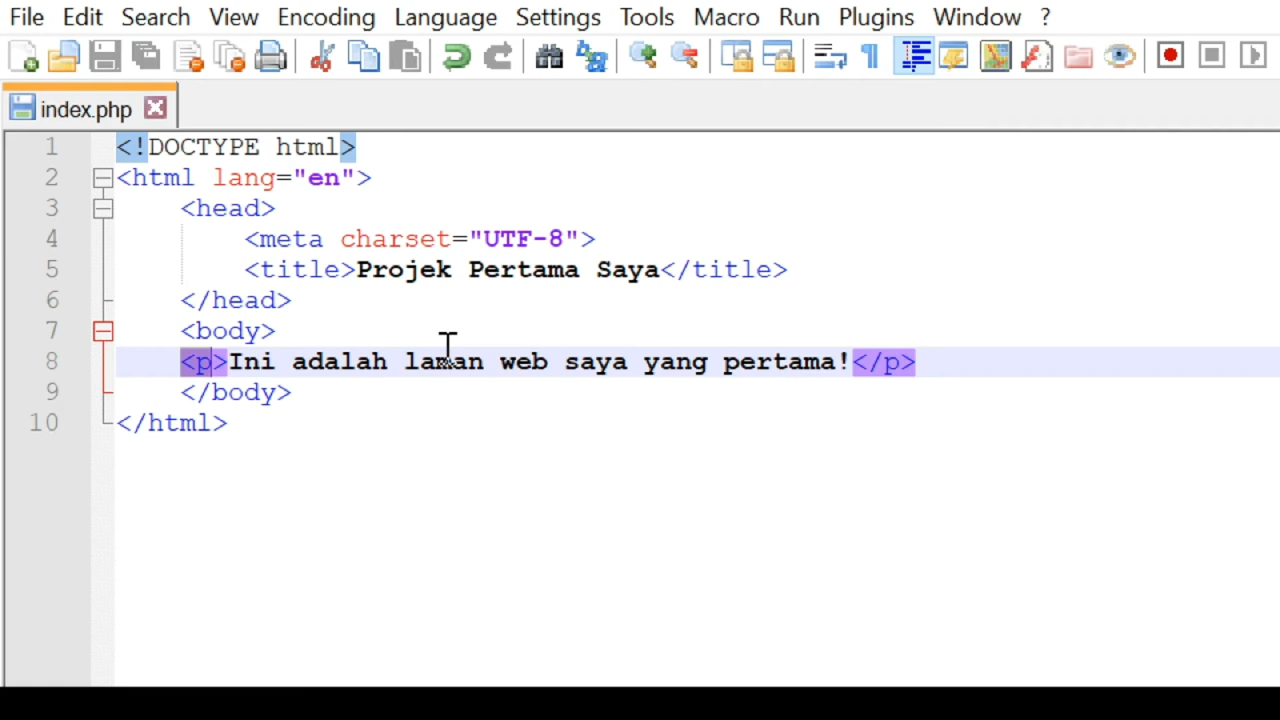 File Edit Search View Encoding Language Settings Tools Macro Run Plugins Window ?
index.php
1 <!DOCTYPE html>
2 <html lang="en">
3 <head>
4 <meta charset="UTF-8">
5 <title>Projek Pertama Saya</title>
6 </head>
7 <body>
8 <p>Ini adalah laman web saya yang pertama!</p>
9 </body>
10 </html>